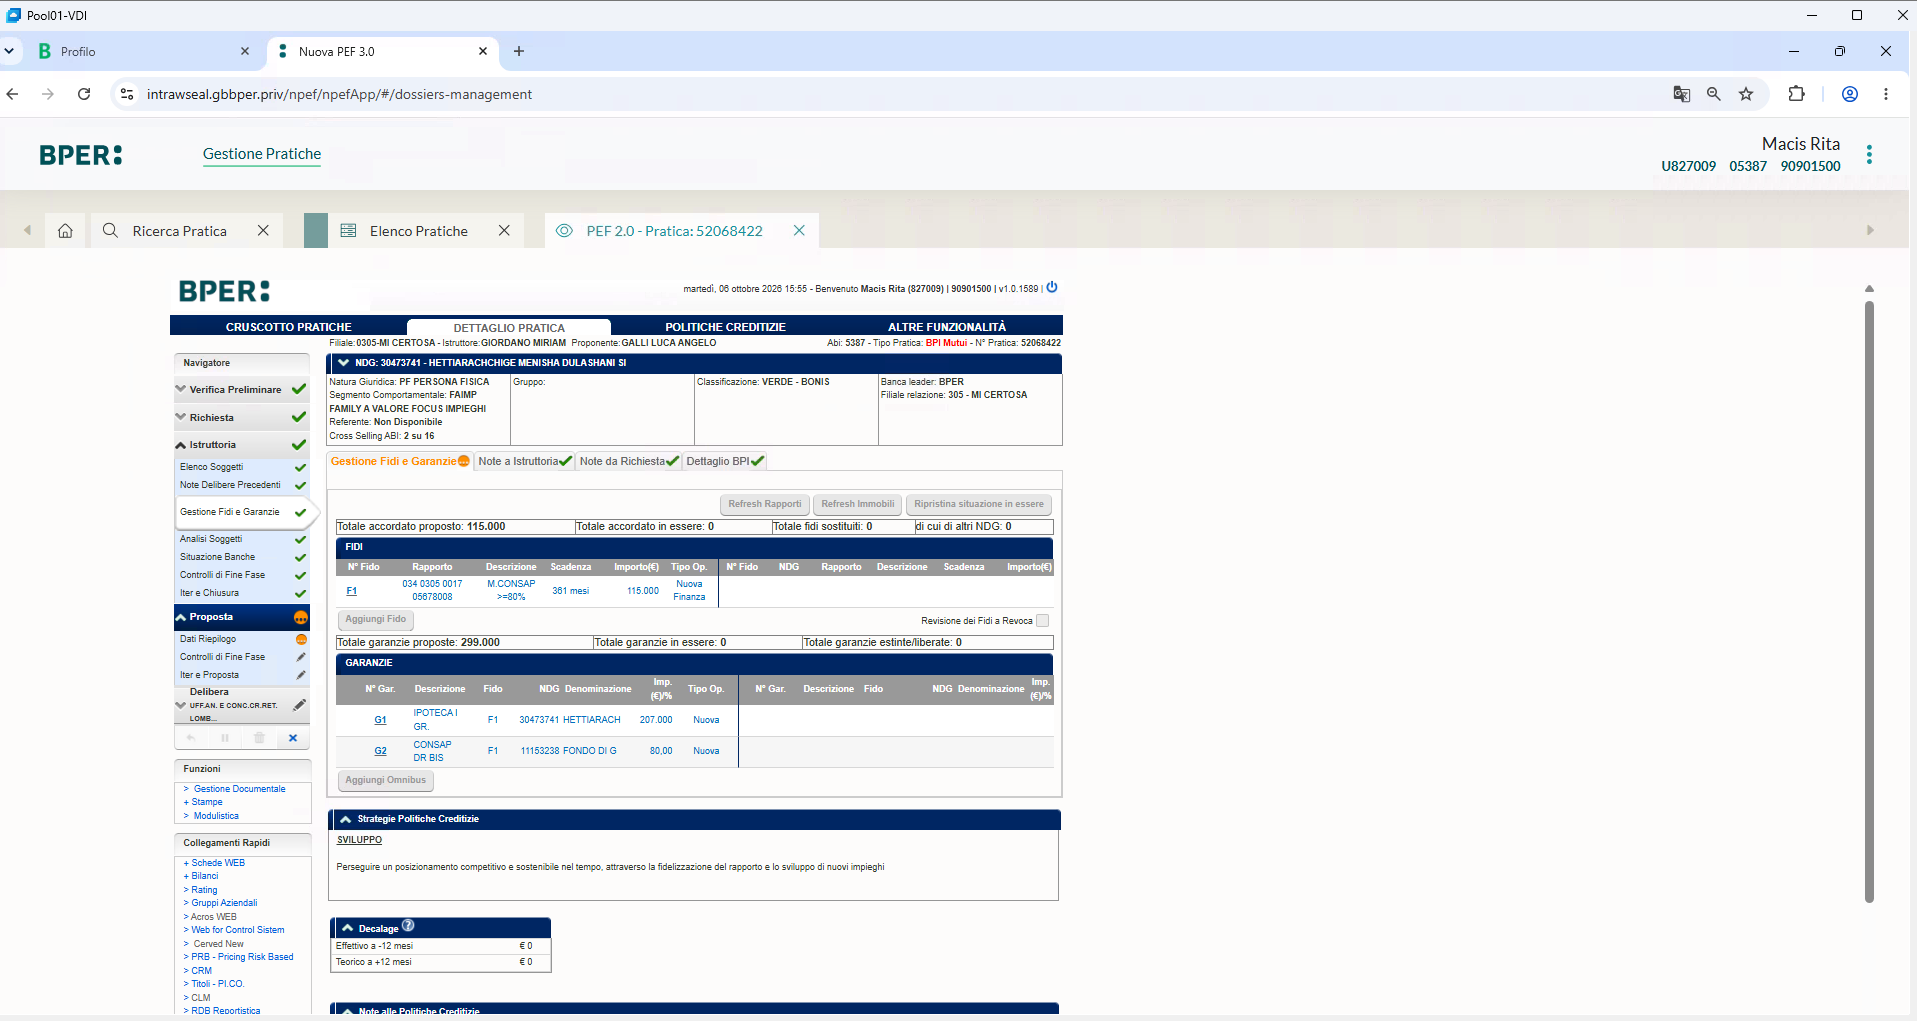 Pool01-VDI
Profilo
Nuova PEF 3.0
intrawseal.gbbper.priv/npef/npefApp/#/dossiers-management
BPER:
Gestione Pratiche
Macis Rita
U827009 05387 90901500
Ricerca Pratica
Elenco Pratiche
PEF 2.0 - Pratica: 52068422
BPER:
martedì, 06 ottobre 2026 15:55 - Benvenuto Macis Rita (827009) | 90901500 | v1.0.1589 |
CRUSCOTTO PRATICHE DETTAGLIO PRATICA POLITICHE CREDITIZIE ALTRE FUNZIONALITÀ
Filiale: 0305-MI CERTOSA - Istruttore: GIORDANO MIRIAM Proponente: GALLI LUCA ANGELO
Abi: 5387 - Tipo Pratica: BPI Mutui - N° Pratica: 52068422
Navigatore
Verifica Preliminare
Richiesta
Istruttoria
Elenco Soggetti
Note Delibere Precedenti
Gestione Fidi e Garanzie
Analisi Soggetti
Situazione Banche
Controlli di Fine Fase
Iter e Chiusura
Proposta
Dati Riepilogo
Controlli di Fine Fase
Iter e Proposta
Delibera
UFF.AN. E CONC.CR.RET.
LOMB...
Funzioni
> Gestione Documentale
+ Stampe
> Modulistica
Collegamenti Rapidi
+ Schede WEB
+ Bilanci
> Rating
> Gruppi Aziendali
> Acros WEB
> Web for Control Sistem
> Cerved New
> PRB - Pricing Risk Based
> CRM
> Titoli - PI.CO.
> CLM
> RDB Reportistica
NDG: 30473741 - HETTIARACHCHIGE MENISHA DULASHANI SI
Natura Giuridica: PF PERSONA FISICA
Segmento Comportamentale: FAIMP
FAMILY A VALORE FOCUS IMPIEGHI
Referente: Non Disponibile
Cross Selling ABI: 2 su 16
Gruppo:
Classificazione: VERDE - BONIS
Banca leader: BPER
Filiale relazione: 305 - MI CERTOSA
Gestione Fidi e Garanzie Note a Istruttoria Note da Richiesta Dettaglio BPI
Refresh Rapporti Refresh Immobili Ripristina situazione in essere
Totale accordato proposto: 115.000 Totale accordato in essere: 0 Totale fidi sostituiti: 0 di cui di altri NDG: 0
FIDI
N° Fido Rapporto Descrizione Scadenza Importo(€) Tipo Op. N° Fido NDG Rapporto Descrizione Scadenza Importo(€)
F1 034 0305 0017 05678008 M.CONSAP >=80% 361 mesi 115.000 Nuova Finanza
Aggiungi Fido
Revisione dei Fidi a Revoca
Totale garanzie proposte: 299.000 Totale garanzie in essere: 0 Totale garanzie estinte/liberate: 0
GARANZIE
N° Gar. Descrizione Fido NDG Denominazione Imp. (€)/% Tipo Op. N° Gar. Descrizione Fido NDG Denominazione Imp. (€)/%
G1 IPOTECA I GR. F1 30473741 HETTIARACH 207.000 Nuova
G2 CONSAP DR BIS F1 11153238 FONDO DI G 80,00 Nuova
Aggiungi Omnibus
Strategie Politiche Creditizie
SVILUPPO
Perseguire un posizionamento competitivo e sostenibile nel tempo, attraverso la fidelizzazione del rapporto e lo sviluppo di nuovi impieghi
Decalage ?
Effettivo a -12 mesi € 0
Teorico a +12 mesi € 0
Note alle Politiche Creditizie